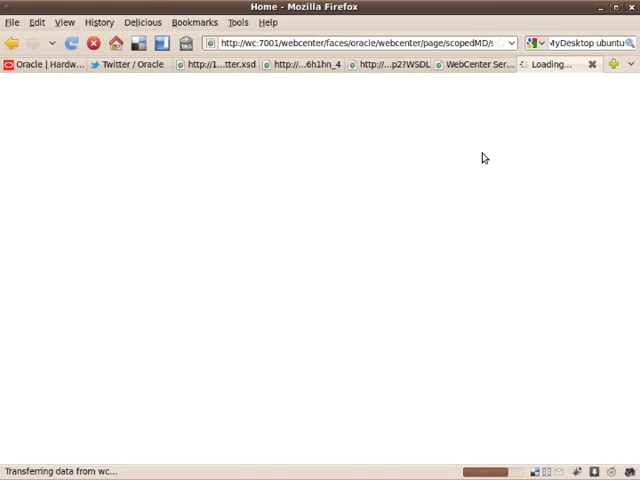 Home - Mozilla Firefox
File Edit View History Delicious Bookmarks Tools Help
http://wc:7001/webcenter/faces/oracle/webcenter/page/scopedMD/s
MyDesktop ubuntu
Oracle | Hardw... Twitter / Oracle http://1...tter.xsd http://...6h1hn_4 http://...p2?WSDL WebCenter Ser... Loading...
Transferring data from wc...